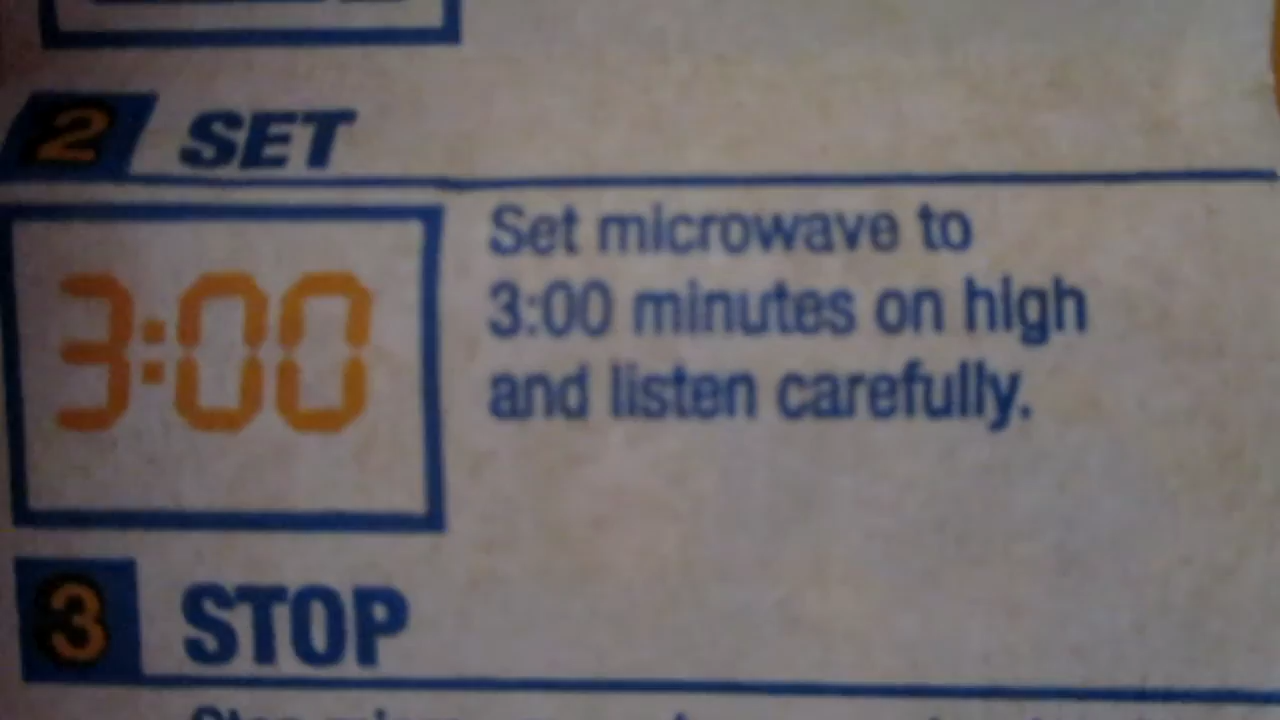 2 SET
3:00
Set microwave to
3:00 minutes on high
and listen carefully.
3 STOP